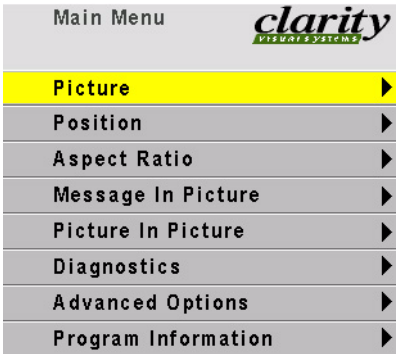 Main Menu
clarity
VISUAL SYSTEMS
Picture
Position
Aspect Ratio
Message In Picture
Picture In Picture
Diagnostics
Advanced Options
Program Information